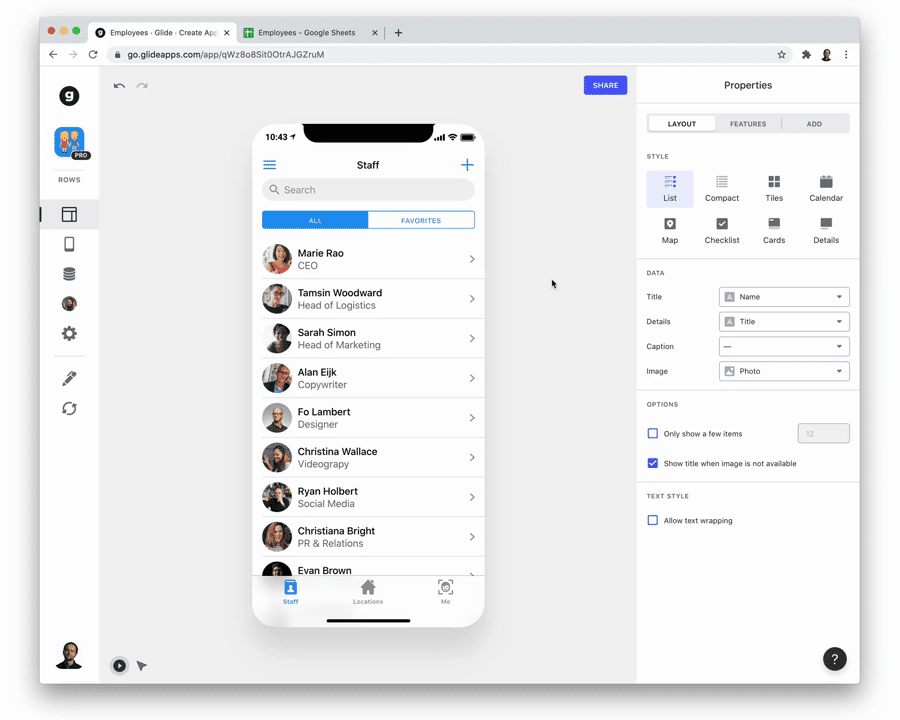 Employees · Glide · Create App
Employees - Google Sheets
go.glideapps.com/app/qWz8o8Sit0OtrAJGZruM
g
PRO
ROWS
SHARE
10:43
Staff
Search
ALL
FAVORITES
Marie Rao
CEO
Tamsin Woodward
Head of Logistics
Sarah Simon
Head of Marketing
Alan Eijk
Copywriter
Fo Lambert
Designer
Christina Wallace
Videograpy
Ryan Holbert
Social Media
Christiana Bright
PR & Relations
Evan Brown
Staff
Locations
Me
Properties
LAYOUT
FEATURES
ADD
STYLE
List
Compact
Tiles
Calendar
Map
Checklist
Cards
Details
DATA
Title
A Name
Details
A Title
Caption
—
Image
Photo
OPTIONS
Only show a few items
12
Show title when image is not available
TEXT STYLE
Allow text wrapping
?